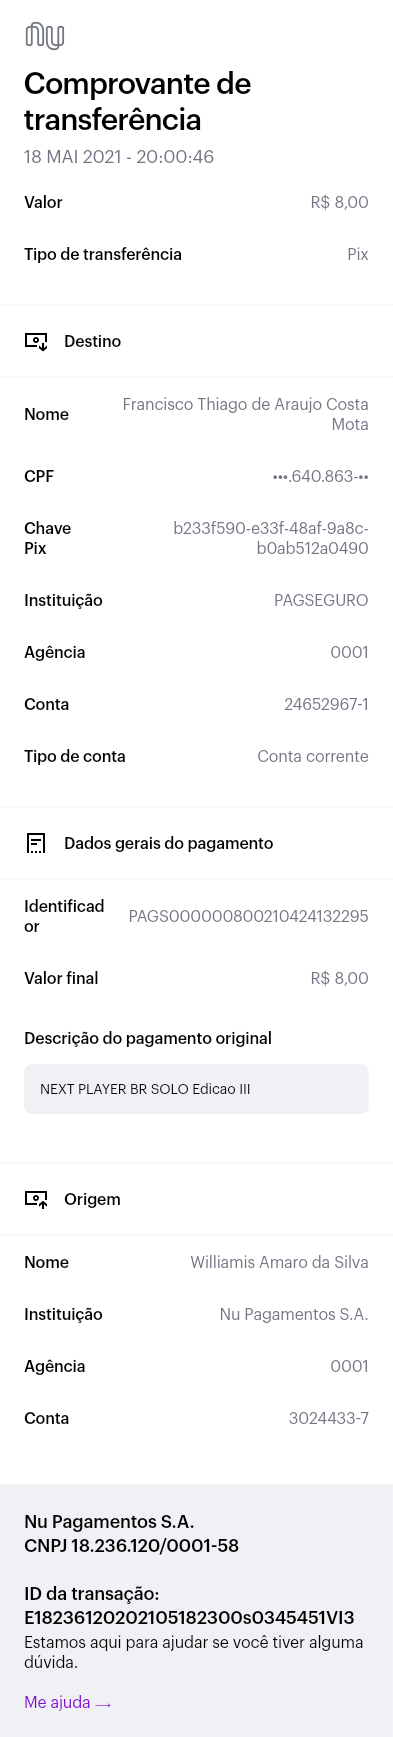 nu
Comprovante de
transferência
18 MAI 2021 - 20:00:46
Valor R$ 8,00
Tipo de transferência Pix
Destino
Nome Francisco Thiago de Araujo Costa
Mota
CPF •••.640.863-••
Chave b233f590-e33f-48af-9a8c-
Pix b0ab512a0490
Instituição PAGSEGURO
Agência 0001
Conta 24652967-1
Tipo de conta Conta corrente
Dados gerais do pagamento
Identificad PAGS000000800210424132295
or
Valor final R$ 8,00
Descrição do pagamento original
NEXT PLAYER BR SOLO Edicao III
Origem
Nome Williamis Amaro da Silva
Instituição Nu Pagamentos S.A.
Agência 0001
Conta 3024433-7
Nu Pagamentos S.A.
CNPJ 18.236.120/0001-58
ID da transação:
E18236120202105182300s0345451VI3
Estamos aqui para ajudar se você tiver alguma
dúvida.
Me ajuda →